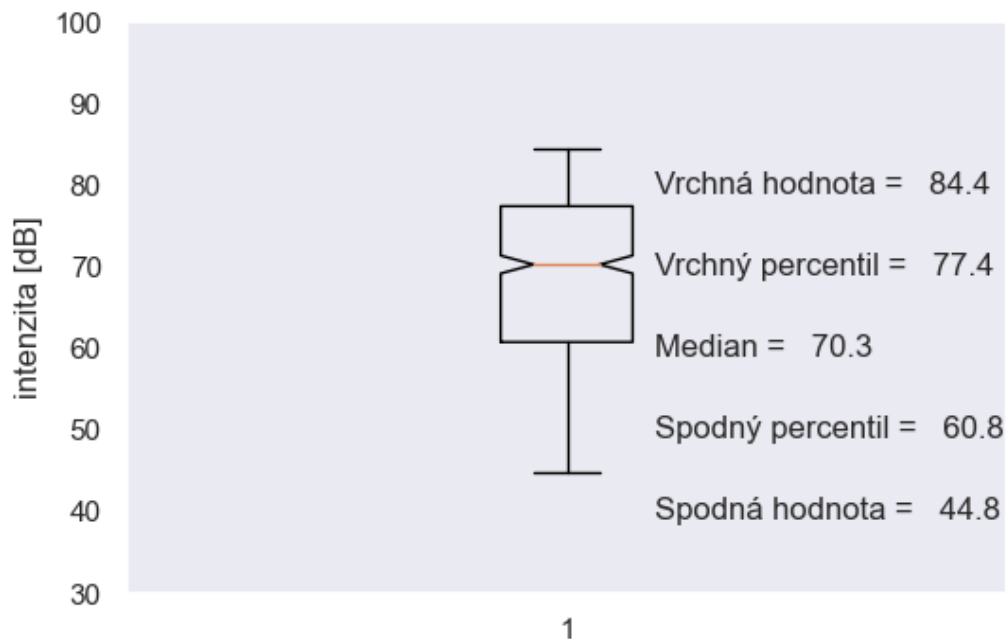 100
90
80
70
60
50
40
30
intenzita [dB]
Vrchná hodnota = 84.4
Vrchný percentil = 77.4
Median = 70.3
Spodný percentil = 60.8
Spodná hodnota = 44.8
1